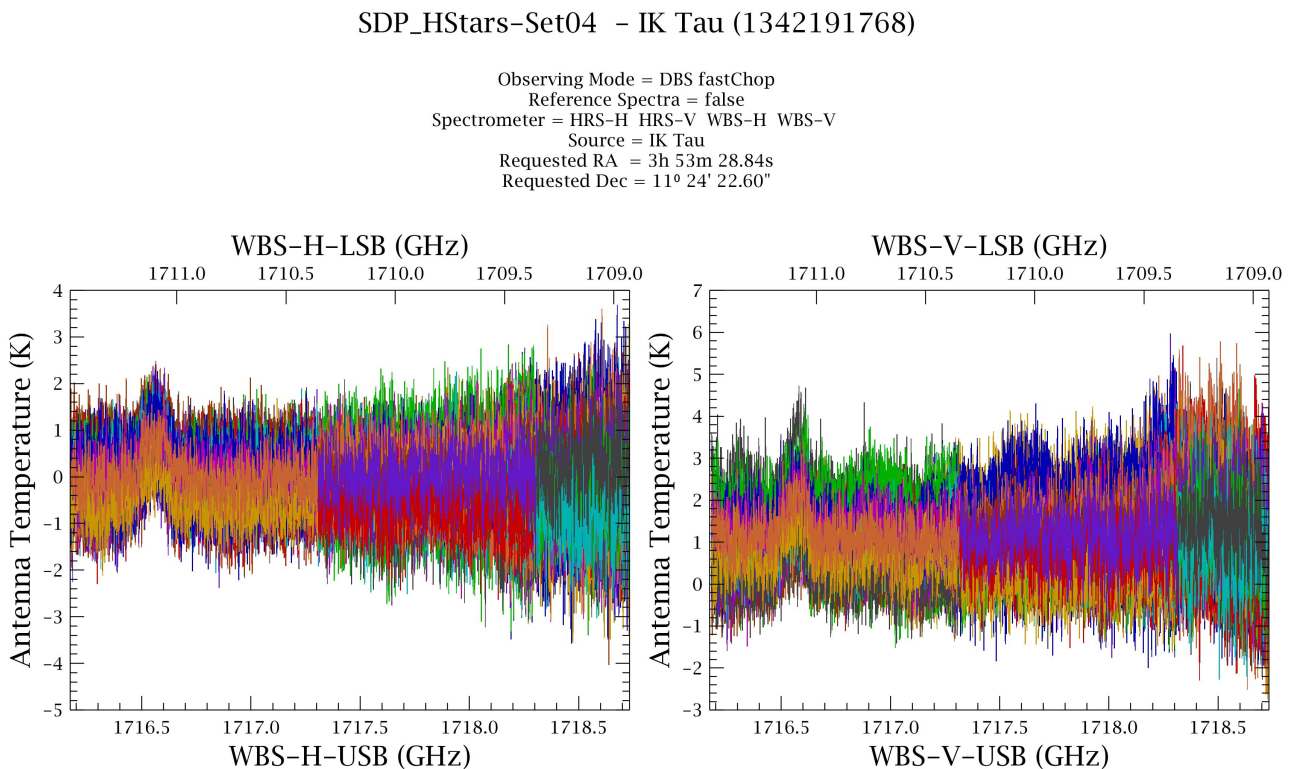 SDP_HStars-Set04 - IK Tau (1342191768)
Observing Mode = DBS fastChop
Reference Spectra = false
Spectrometer = HRS-H HRS-V WBS-H WBS-V
Source = IK Tau
Requested RA = 3h 53m 28.84s
Requested Dec = 11º 24' 22.60"
WBS-H-LSB (GHz)
1711.0 1710.5 1710.0 1709.5 1709.0
4
3
2
1
0
-1
-2
-3
-4
-5
Antenna Temperature (K)
1716.5 1717.0 1717.5 1718.0 1718.5
WBS-H-USB (GHz)
WBS-V-LSB (GHz)
1711.0 1710.5 1710.0 1709.5 1709.0
7
6
5
4
3
2
1
0
-1
-2
-3
Antenna Temperature (K)
1716.5 1717.0 1717.5 1718.0 1718.5
WBS-V-USB (GHz)